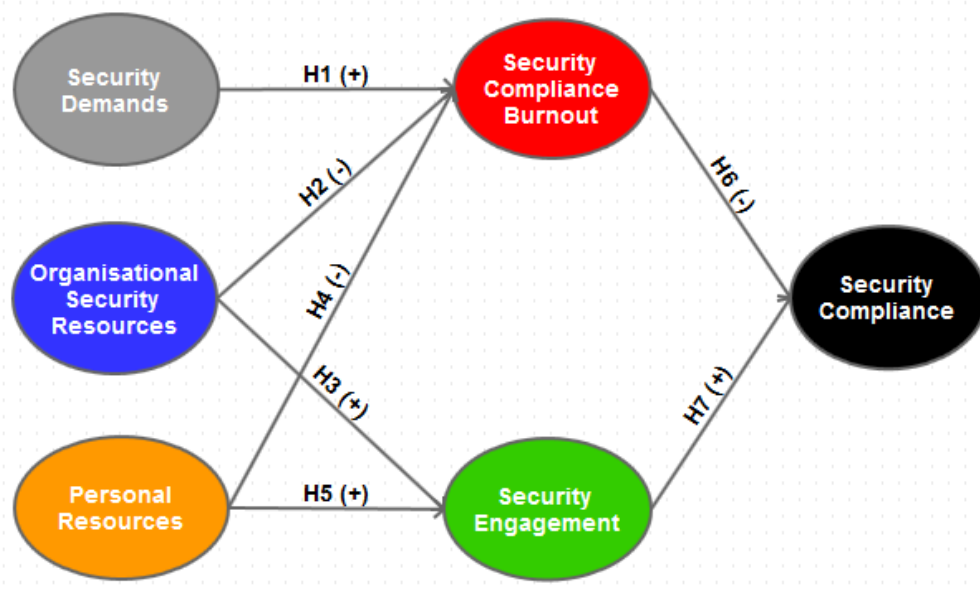 Security
Demands
H1 (+)
Security
Compliance
Burnout
H2 (-)
H6 (-)
Organisational
Security
Resources
H4 (-)
Security
Compliance
H3 (+)
H7 (+)
Personal
Resources
H5 (+)
Security
Engagement